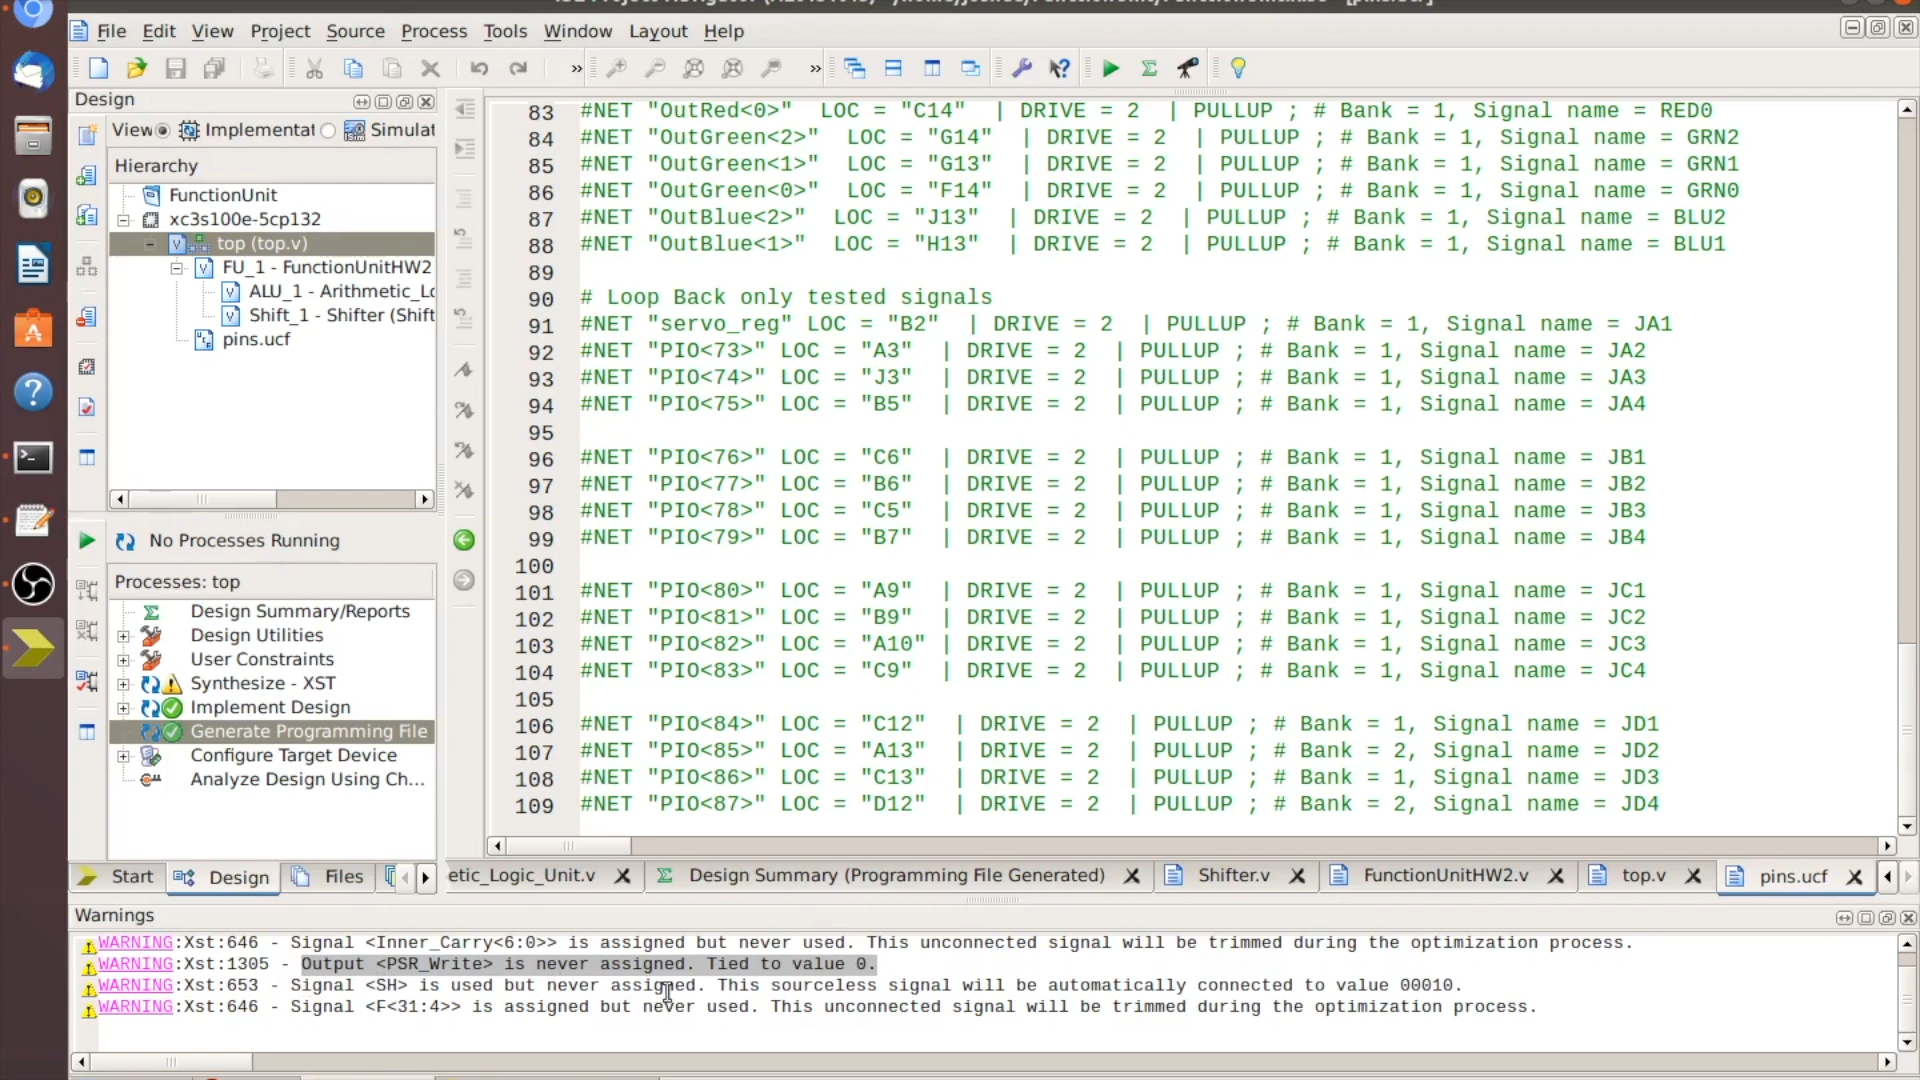 File Edit View Project Source Process Tools Window Layout Help
Design
View Implementat Simulat
Hierarchy
FunctionUnit
xc3s100e-5cp132
top (top.v)
FU_1 - FunctionUnitHW2
ALU_1 - Arithmetic_Lo
Shift_1 - Shifter (Shift
pins.ucf
No Processes Running
Processes: top
Design Summary/Reports
Design Utilities
User Constraints
Synthesize - XST
Implement Design
Generate Programming File
Configure Target Device
Analyze Design Using Ch...
Start Design Files
83 #NET "OutRed<0>" LOC = "C14" | DRIVE = 2 | PULLUP ; # Bank = 1, Signal name = RED0
84 #NET "OutGreen<2>" LOC = "G14" | DRIVE = 2 | PULLUP ; # Bank = 1, Signal name = GRN2
85 #NET "OutGreen<1>" LOC = "G13" | DRIVE = 2 | PULLUP ; # Bank = 1, Signal name = GRN1
86 #NET "OutGreen<0>" LOC = "F14" | DRIVE = 2 | PULLUP ; # Bank = 1, Signal name = GRN0
87 #NET "OutBlue<2>" LOC = "J13" | DRIVE = 2 | PULLUP ; # Bank = 1, Signal name = BLU2
88 #NET "OutBlue<1>" LOC = "H13" | DRIVE = 2 | PULLUP ; # Bank = 1, Signal name = BLU1
89
90 # Loop Back only tested signals
91 #NET "servo_reg" LOC = "B2" | DRIVE = 2 | PULLUP ; # Bank = 1, Signal name = JA1
92 #NET "PIO<73>" LOC = "A3" | DRIVE = 2 | PULLUP ; # Bank = 1, Signal name = JA2
93 #NET "PIO<74>" LOC = "J3" | DRIVE = 2 | PULLUP ; # Bank = 1, Signal name = JA3
94 #NET "PIO<75>" LOC = "B5" | DRIVE = 2 | PULLUP ; # Bank = 1, Signal name = JA4
95
96 #NET "PIO<76>" LOC = "C6" | DRIVE = 2 | PULLUP ; # Bank = 1, Signal name = JB1
97 #NET "PIO<77>" LOC = "B6" | DRIVE = 2 | PULLUP ; # Bank = 1, Signal name = JB2
98 #NET "PIO<78>" LOC = "C5" | DRIVE = 2 | PULLUP ; # Bank = 1, Signal name = JB3
99 #NET "PIO<79>" LOC = "B7" | DRIVE = 2 | PULLUP ; # Bank = 1, Signal name = JB4
100
101 #NET "PIO<80>" LOC = "A9" | DRIVE = 2 | PULLUP ; # Bank = 1, Signal name = JC1
102 #NET "PIO<81>" LOC = "B9" | DRIVE = 2 | PULLUP ; # Bank = 1, Signal name = JC2
103 #NET "PIO<82>" LOC = "A10" | DRIVE = 2 | PULLUP ; # Bank = 1, Signal name = JC3
104 #NET "PIO<83>" LOC = "C9" | DRIVE = 2 | PULLUP ; # Bank = 1, Signal name = JC4
105
106 #NET "PIO<84>" LOC = "C12" | DRIVE = 2 | PULLUP ; # Bank = 1, Signal name = JD1
107 #NET "PIO<85>" LOC = "A13" | DRIVE = 2 | PULLUP ; # Bank = 2, Signal name = JD2
108 #NET "PIO<86>" LOC = "C13" | DRIVE = 2 | PULLUP ; # Bank = 1, Signal name = JD3
109 #NET "PIO<87>" LOC = "D12" | DRIVE = 2 | PULLUP ; # Bank = 2, Signal name = JD4
etic_Logic_Unit.v Design Summary (Programming File Generated) Shifter.v FunctionUnitHW2.v top.v pins.ucf
Warnings
WARNING:Xst:646 - Signal <Inner_Carry<6:0>> is assigned but never used. This unconnected signal will be trimmed during the optimization process.
WARNING:Xst:1305 - Output <PSR_Write> is never assigned. Tied to value 0.
WARNING:Xst:653 - Signal <SH> is used but never assigned. This sourceless signal will be automatically connected to value 00010.
WARNING:Xst:646 - Signal <F<31:4>> is assigned but never used. This unconnected signal will be trimmed during the optimization process.